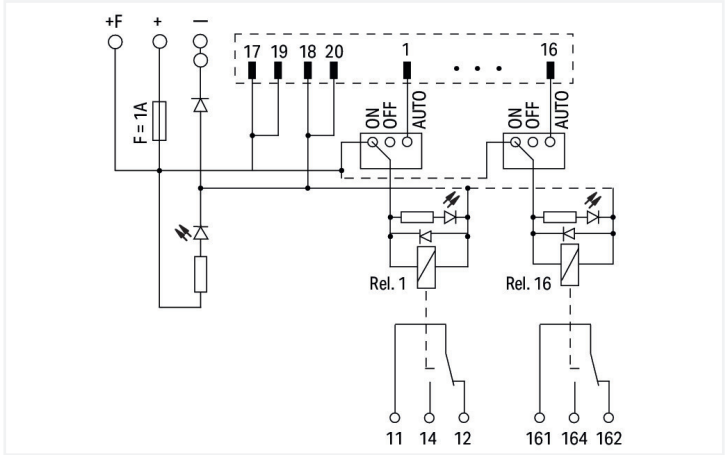 +F + —
17 19 18 20 1 • • • 16
F = 1A
ON OFF AUTO
ON OFF AUTO
Rel. 1 Rel. 16
11 14 12 161 164 162